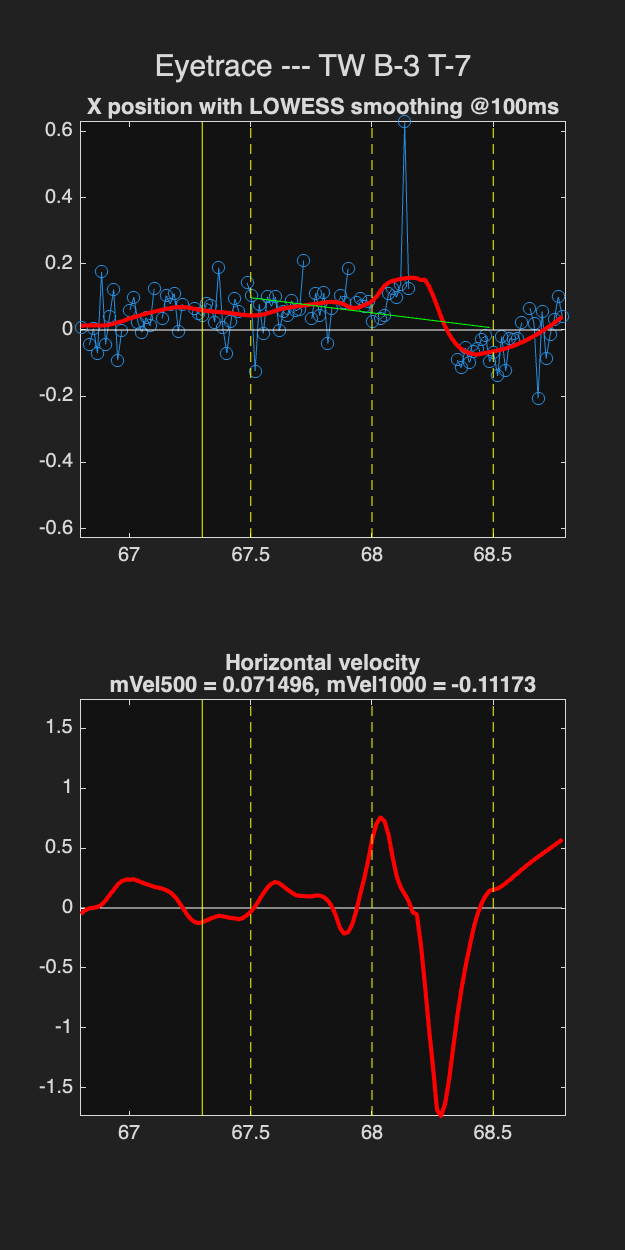 Eyetrace --- TW B-3 T-7
X position with LOWESS smoothing @100ms
0.6
0.4
0.2
0
-0.2
-0.4
-0.6
67 67.5 68 68.5
Horizontal velocity
mVel500 = 0.071496, mVel1000 = -0.11173
1.5
1
0.5
0
-0.5
-1
-1.5
67 67.5 68 68.5